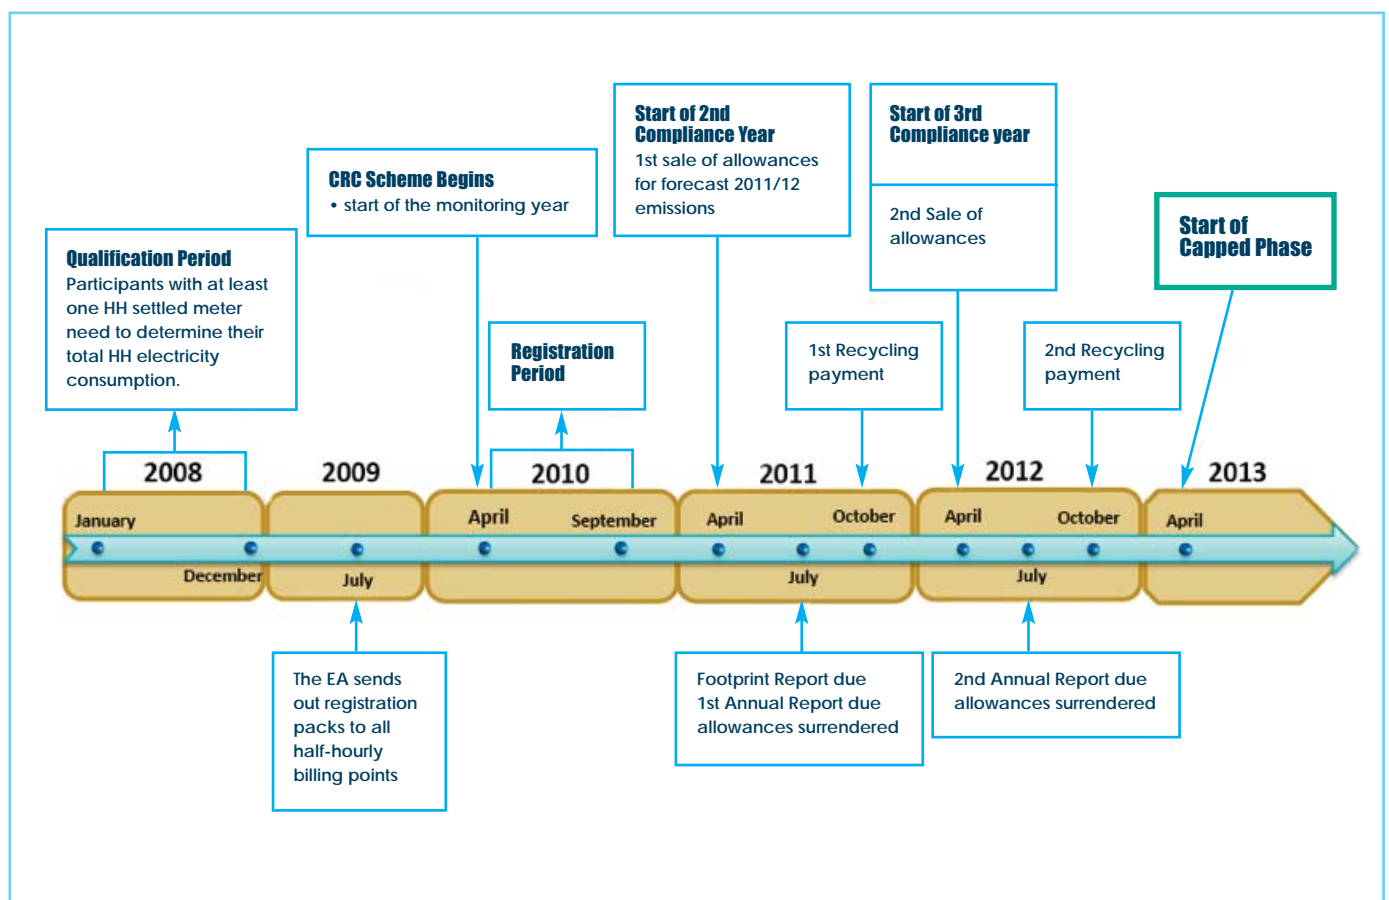 Start of 2nd
Compliance Year
1st sale of allowances
for forecast 2011/12
emissions
Start of 3rd
Compliance year
2nd Sale of
allowances
CRC Scheme Begins
• start of the monitoring year
Start of
Capped Phase
Qualification Period
Participants with at least
one HH settled meter
need to determine their
total HH electricity
consumption.
Registration
Period
1st Recycling
payment
2nd Recycling
payment
2008
2009
2010
2011
2012
2013
January
December
July
April
September
April
July
October
April
July
October
April
The EA sends
out registration
packs to all
half-hourly
billing points
Footprint Report due
1st Annual Report due
allowances surrendered
2nd Annual Report due
allowances surrendered